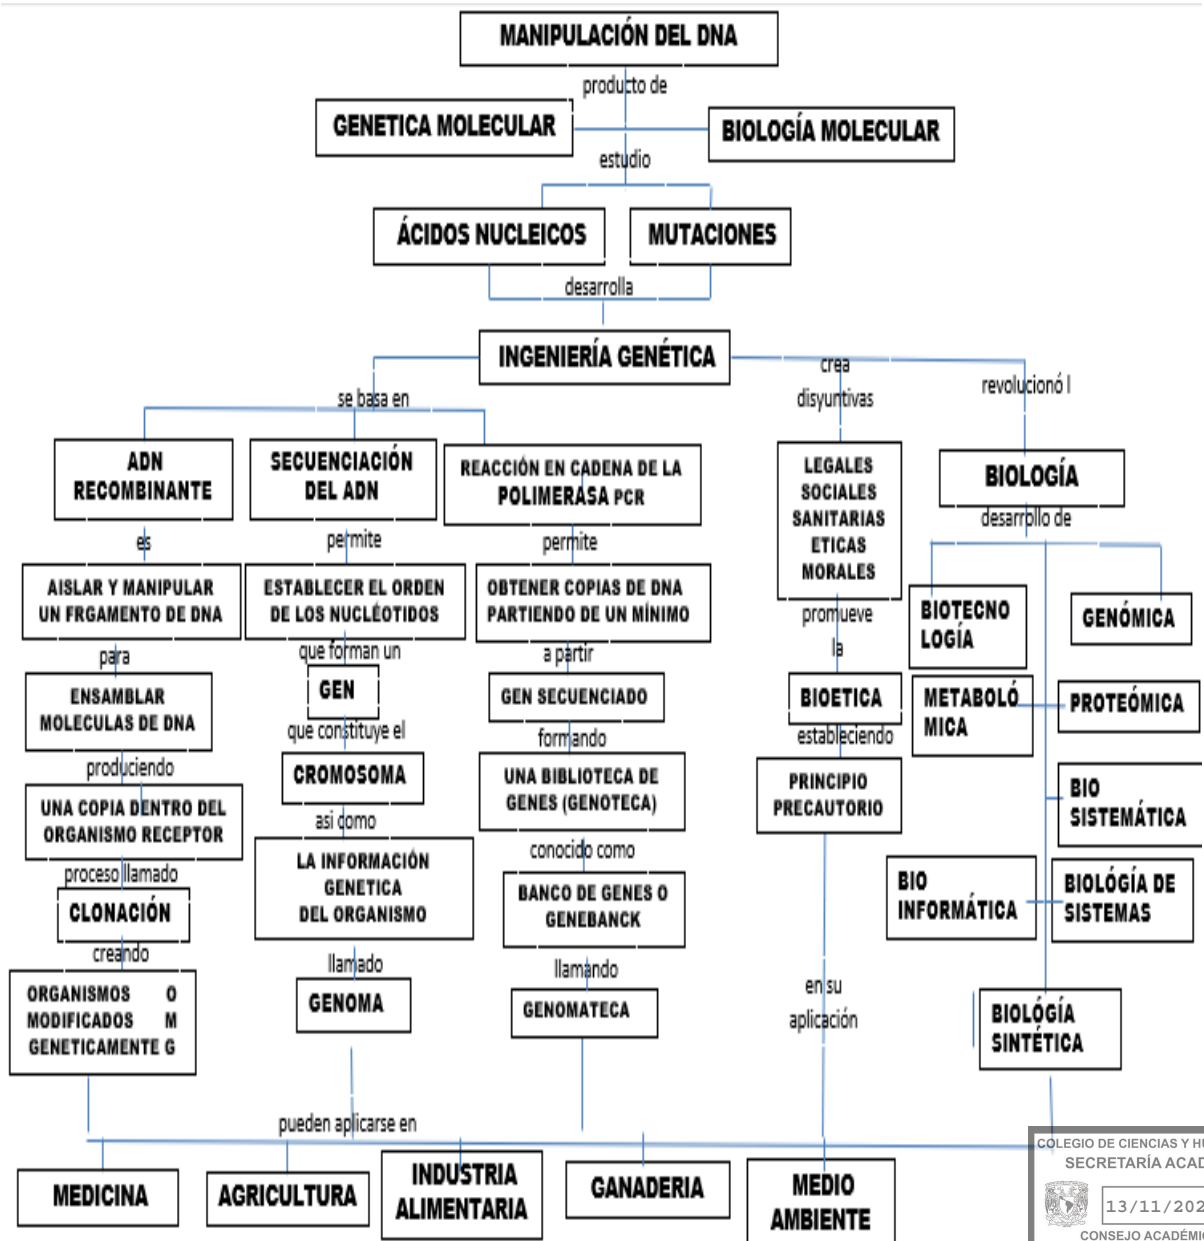 MANIPULACIÓN DEL DNA
producto de
GENETICA MOLECULAR
BIOLOGÍA MOLECULAR
estudio
ÁCIDOS NUCLEICOS
MUTACIONES
desarrolla
INGENIERÍA GENÉTICA
se basa en
crea
disyuntivas
revolucionó l
ADN
RECOMBINANTE
SECUENCIACIÓN
DEL ADN
REACCIÓN EN CADENA DE LA
POLIMERASA PCR
LEGALES
SOCIALES
SANITARIAS
ETICAS
MORALES
BIOLOGÍA
desarrollo de
es
permite
permite
AISLAR Y MANIPULAR
UN FRGAMENTO DE DNA
ESTABLECER EL ORDEN
DE LOS NUCLÉOTIDOS
OBTENER COPIAS DE DNA
PARTIENDO DE UN MÍNIMO
promueve
la
BIOTECNO
LOGÍA
GENÓMICA
para
que forman un
a partir
ENSAMBLAR
MOLECULAS DE DNA
GEN
GEN SECUENCIADO
BIOETICA
METABOLÓ
MICA
PROTEÓMICA
produciendo
que constituye el
formando
estableciendo
UNA COPIA DENTRO DEL
ORGANISMO RECEPTOR
CROMOSOMA
UNA BIBLIOTECA DE
GENES (GENOTECA)
PRINCIPIO
PRECAUTORIO
BIO
SISTEMÁTICA
proceso llamado
asi como
conocido como
CLONACIÓN
LA INFORMACIÓN
GENETICA
DEL ORGANISMO
BANCO DE GENES O
GENEBANCK
BIO
INFORMÁTICA
BIOLÓGÍA DE
SISTEMAS
creando
llamado
llamando
en su
aplicación
ORGANISMOS O
MODIFICADOS M
GENETICAMENTE G
GENOMA
GENOMATECA
BIOLÓGÍA
SINTÉTICA
pueden aplicarse en
MEDICINA
AGRICULTURA
INDUSTRIA
ALIMENTARIA
GANADERIA
MEDIO
AMBIENTE
COLEGIO DE CIENCIAS Y H
SECRETARÍA ACAD
13/11/202
CONSEJO ACADÉMI